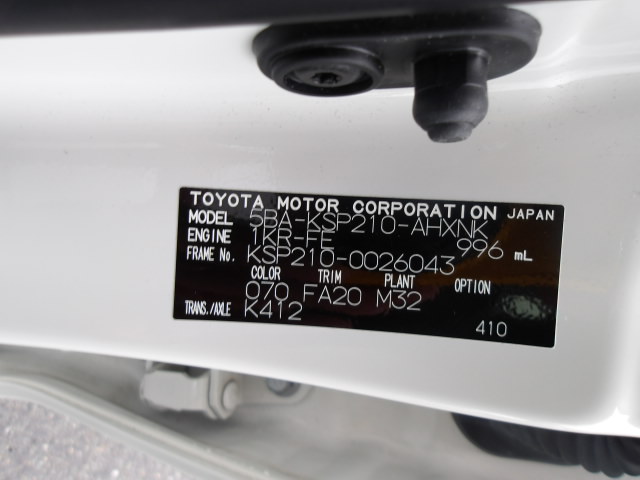 TOYOTA MOTOR CORPORATION JAPAN
MODEL 5BA-KSP210-AHXNK
ENGINE 1KR-FE 996 mL
FRAME No. KSP210-0026043
COLOR TRIM PLANT OPTION
070 FA20 M32
TRANS./AXLE K412
410